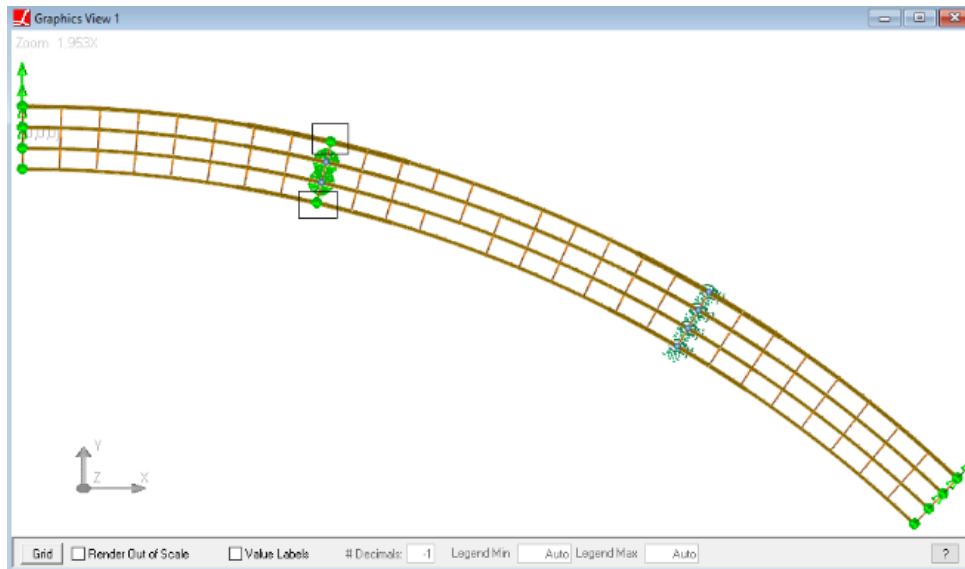 Graphics View 1
Zoom 1.953X
Y
Z X
Grid Render Out of Scale Value Labels # Decimals: -1 Legend Min Auto Legend Max Auto ?